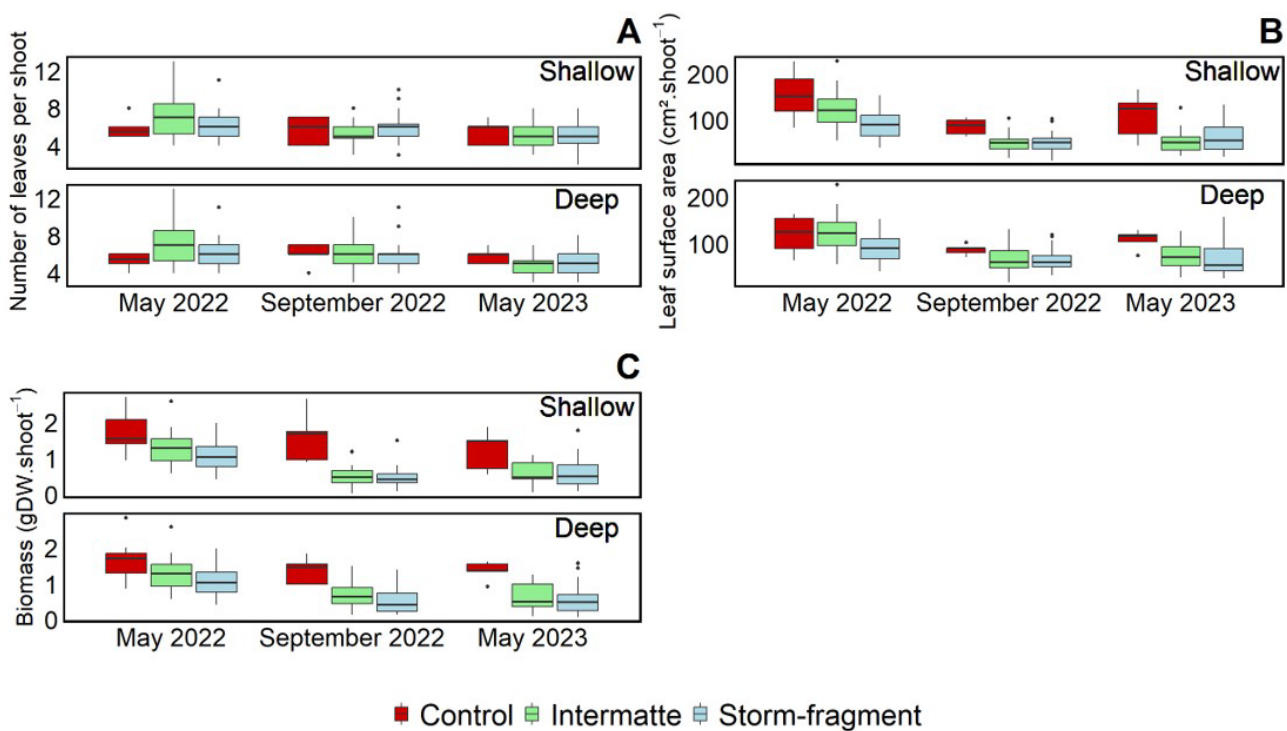 A
Number of leaves per shoot
Shallow
12
8
4
Deep
12
8
4
May 2022 September 2022 May 2023
B
Leaf surface area (cm².shoot⁻¹)
Shallow
200
100
Deep
200
100
May 2022 September 2022 May 2023
C
Biomass (gDW.shoot⁻¹)
Shallow
2
1
0
Deep
2
1
0
May 2022 September 2022 May 2023
Control Intermatte Storm-fragment